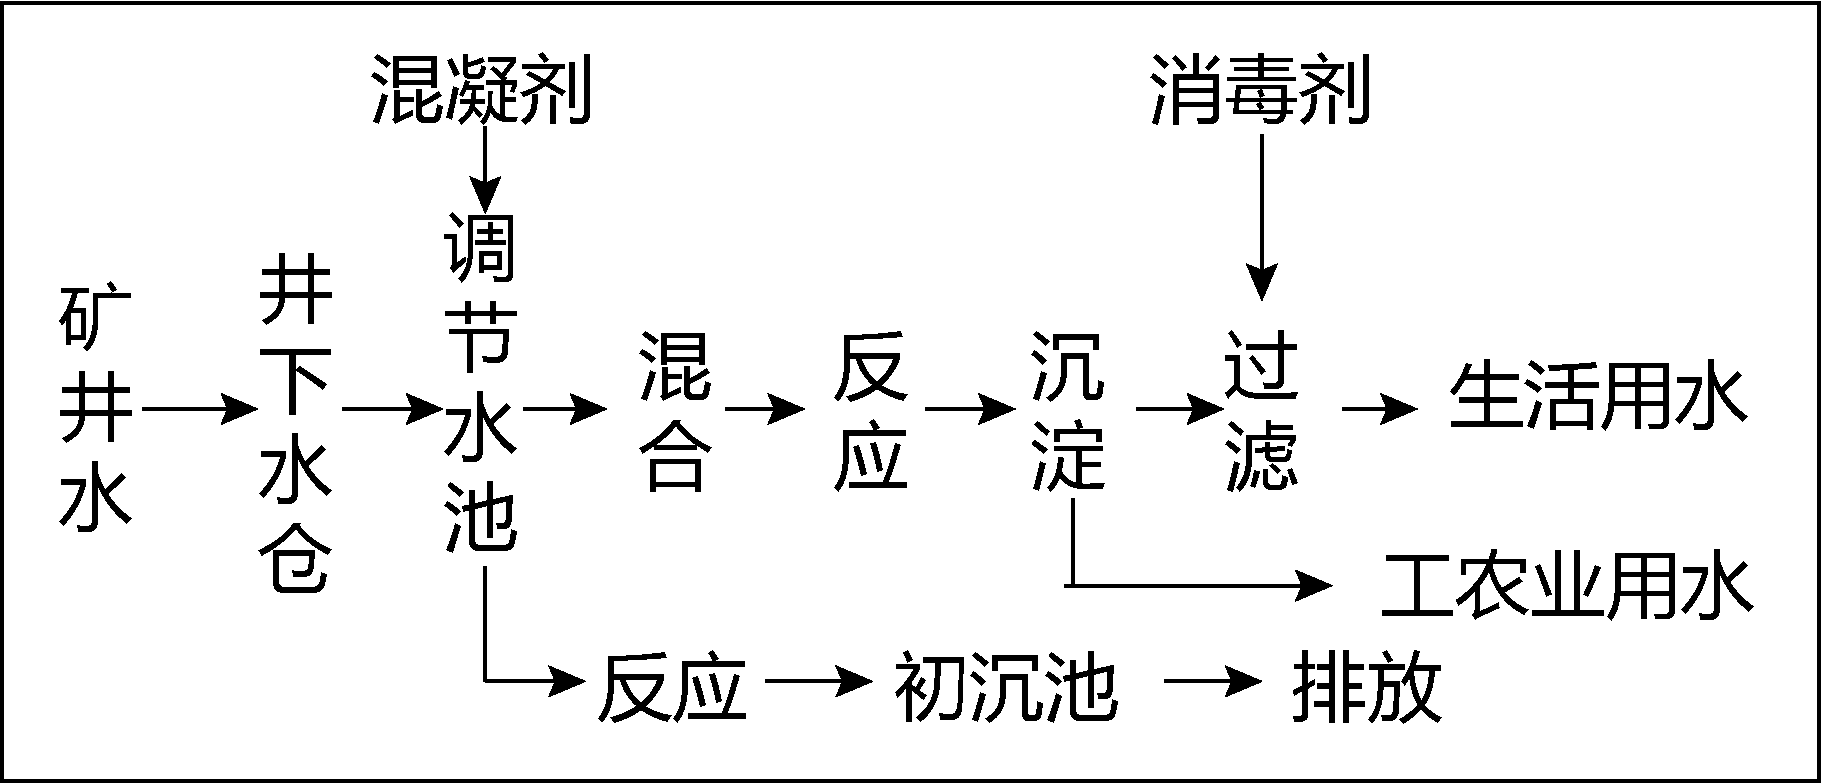 混凝剂
消毒剂
矿井水
井下水仓
调节水池
混合
反应
沉淀
过滤
生活用水
工农业用水
反应
初沉池
排放